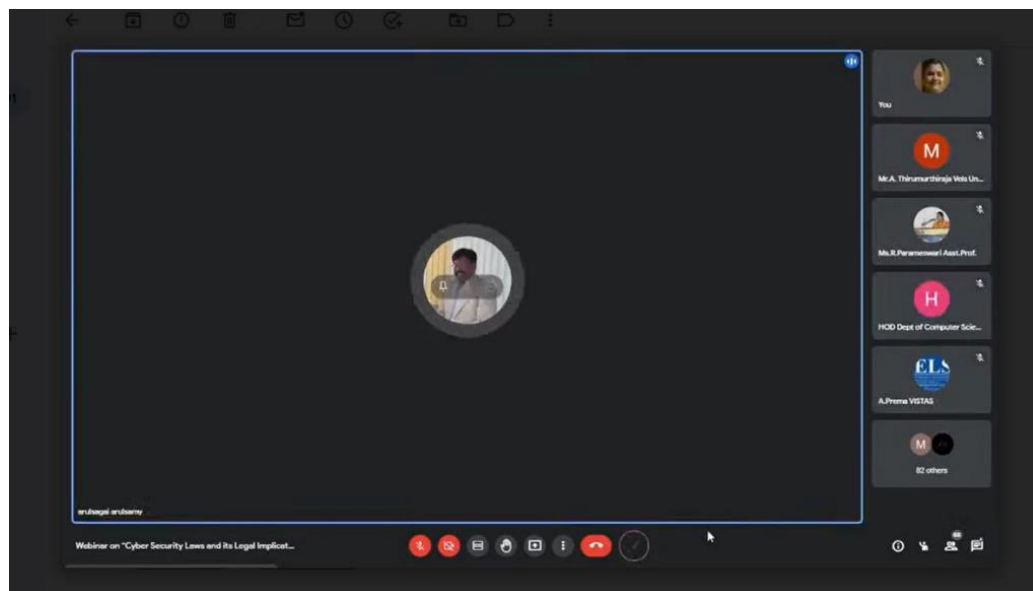 You
M
Mr.A. Thirumurthiraja Vels Un...
Ms.R.Parameswari Asst.Prof.
H
HOD Dept of Computer Scie...
ELS
A.Prema VISTAS
M
82 others
arulsagai arulsamy
Webinar on "Cyber Security Laws and its Legal Implicat...